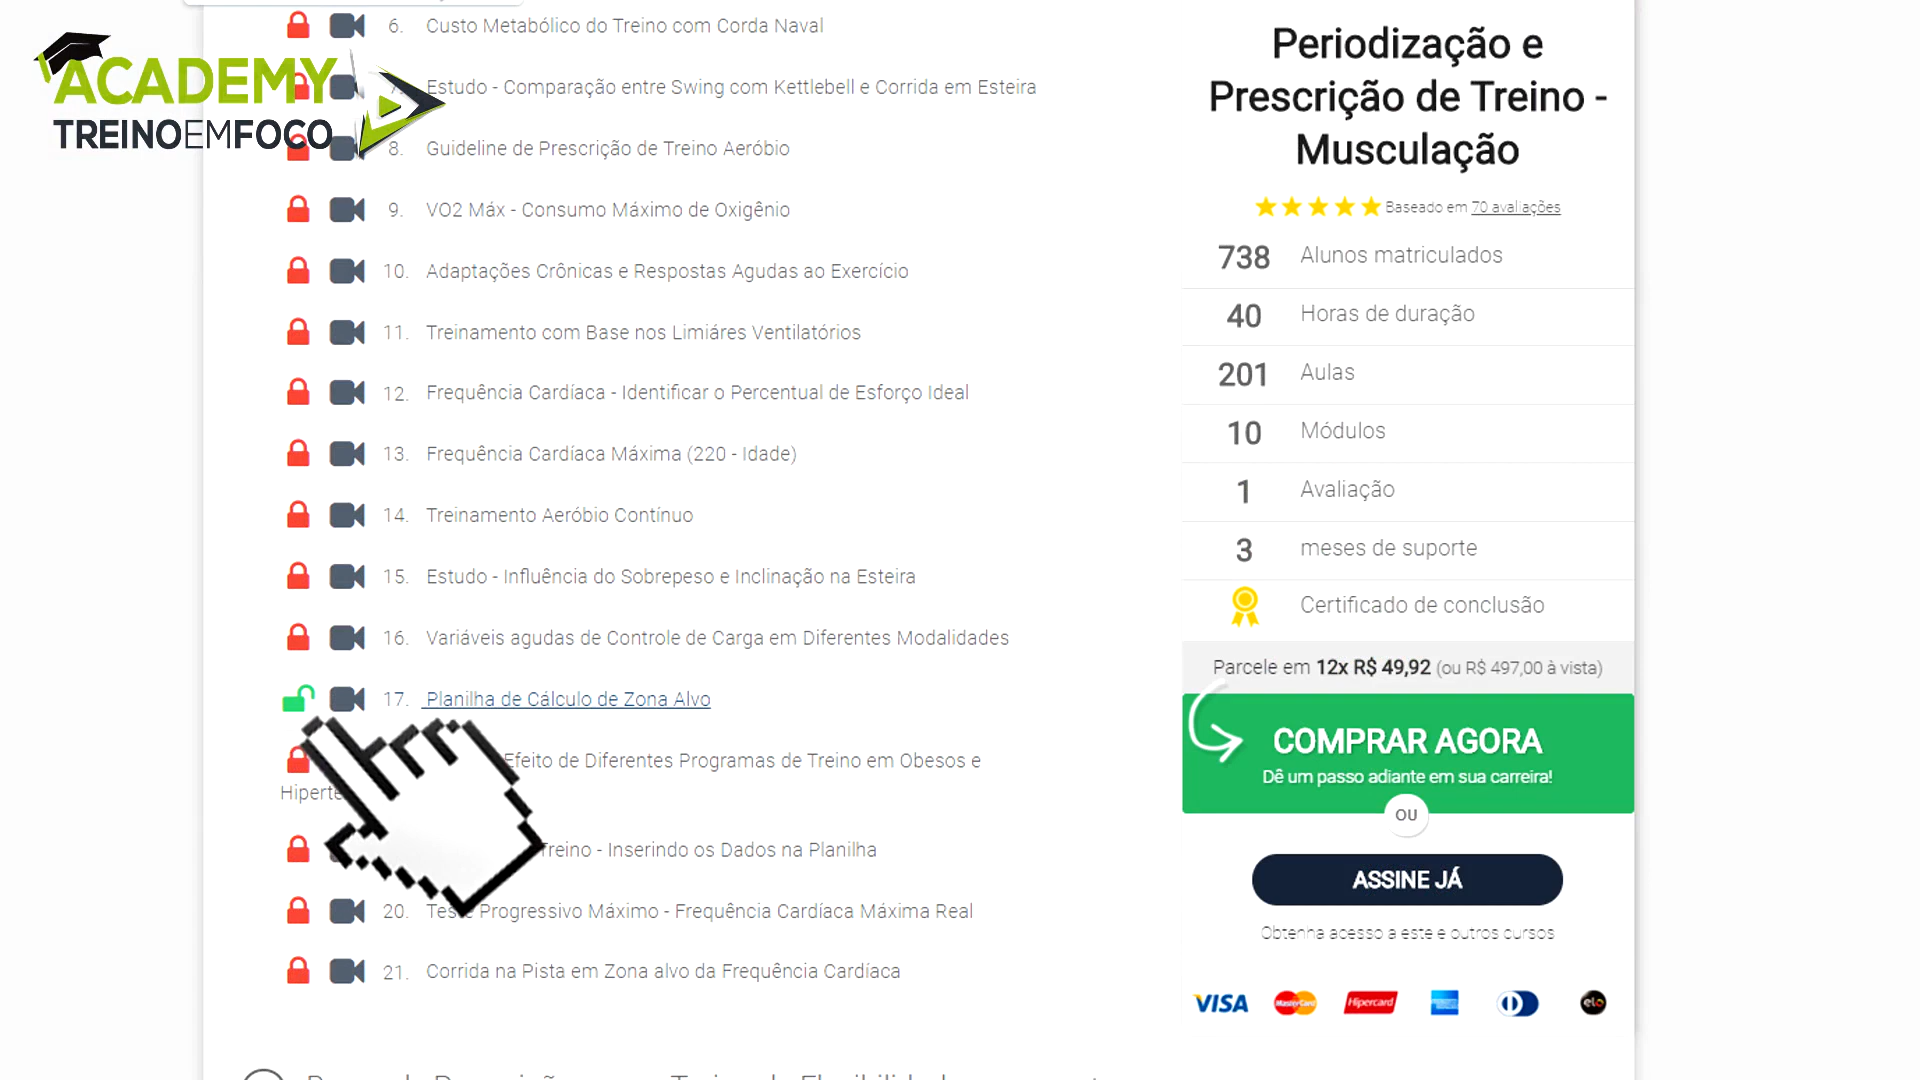 ACADEMY
TREINOEMFOCO
6. Custo Metabólico do Treino com Corda Naval
7. Estudo - Comparação entre Swing com Kettlebell e Corrida em Esteira
8. Guideline de Prescrição de Treino Aeróbio
9. VO2 Máx - Consumo Máximo de Oxigênio
10. Adaptações Crônicas e Respostas Agudas ao Exercício
11. Treinamento com Base nos Limiáres Ventilatórios
12. Frequência Cardíaca - Identificar o Percentual de Esforço Ideal
13. Frequência Cardíaca Máxima (220 - Idade)
14. Treinamento Aeróbio Contínuo
15. Estudo - Influência do Sobrepeso e Inclinação na Esteira
16. Variáveis agudas de Controle de Carga em Diferentes Modalidades
17. Planilha de Cálculo de Zona Alvo
Efeito de Diferentes Programas de Treino em Obesos e
Treino - Inserindo os Dados na Planilha
20. Teste Progressivo Máximo - Frequência Cardíaca Máxima Real
21. Corrida na Pista em Zona alvo da Frequência Cardíaca
Periodização e
Prescrição de Treino -
Musculação
Baseado em 70 avaliações
738 Alunos matriculados
40 Horas de duração
201 Aulas
10 Módulos
1 Avaliação
3 meses de suporte
Certificado de conclusão
Parcele em 12x R$ 49,92 (ou R$ 497,00 à vista)
COMPRAR AGORA
Dê um passo adiante em sua carreira!
OU
ASSINE JÁ
Obtenha acesso a este e outros cursos
VISA MasterCard Hipercard elo